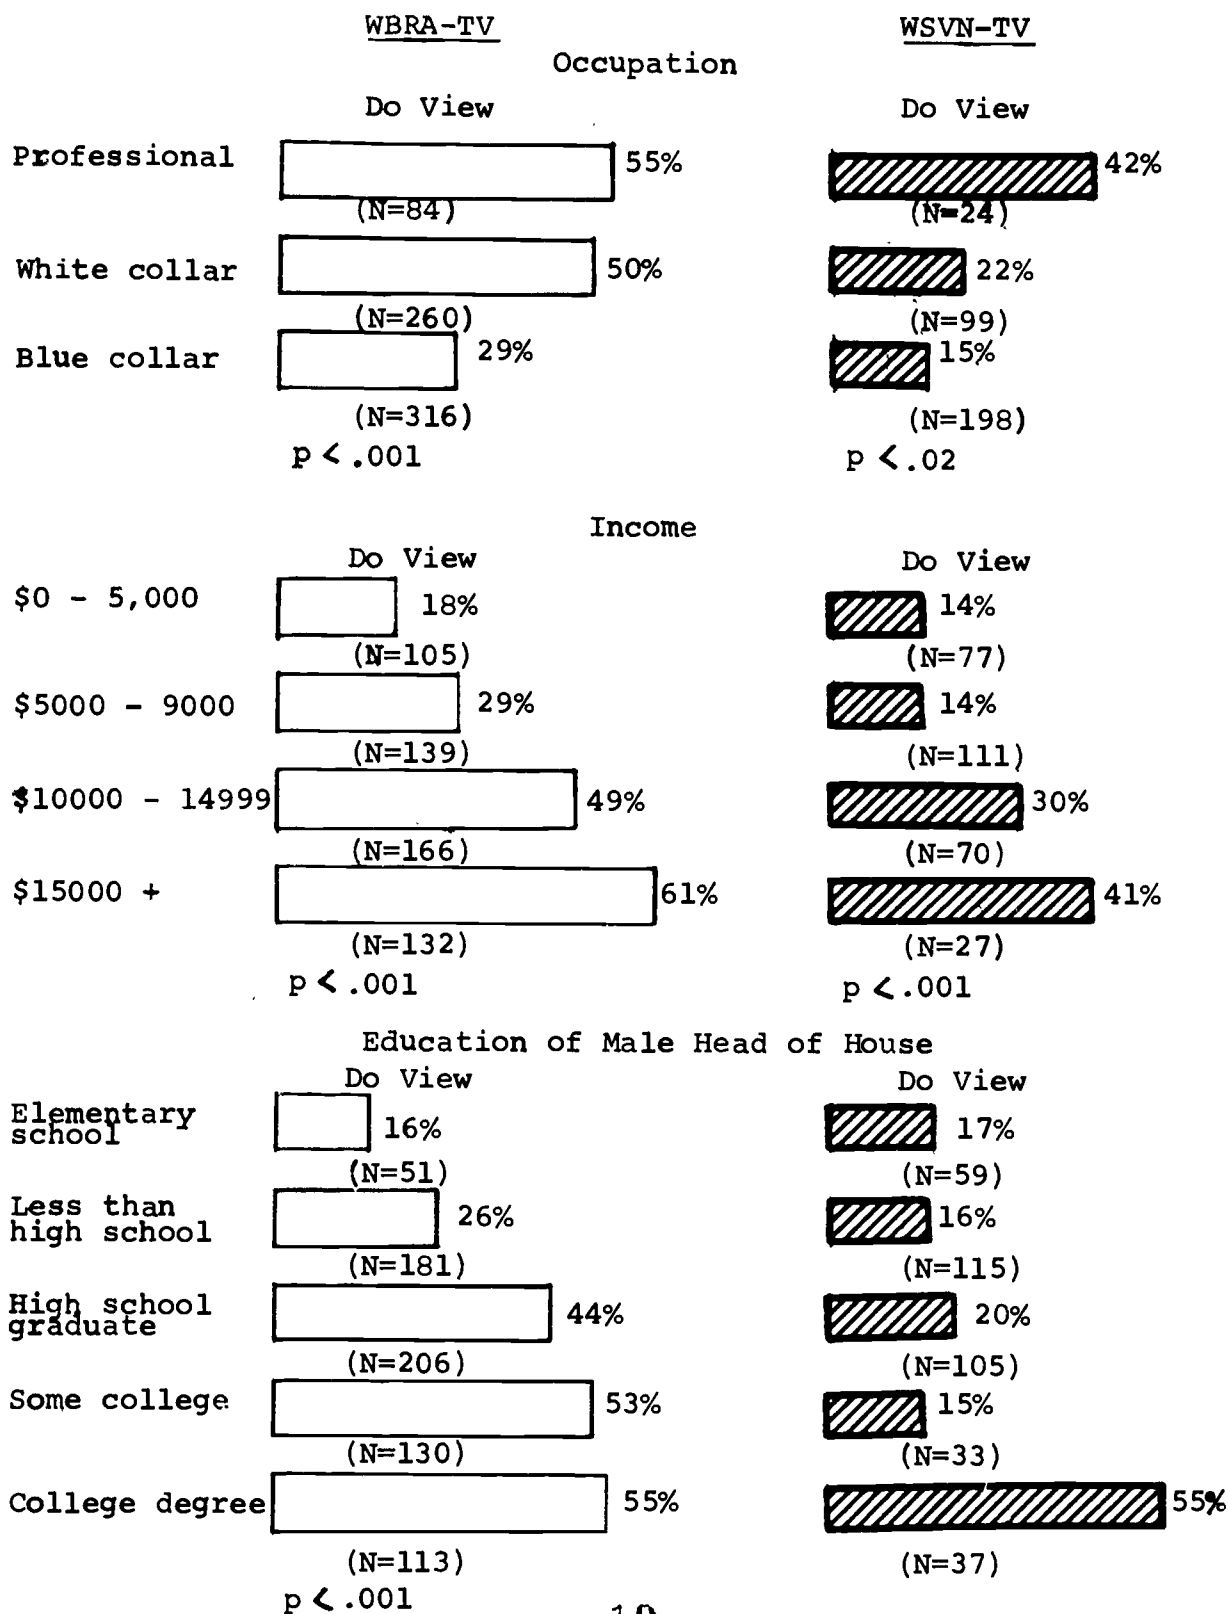 WBRA-TV WSVN-TV
Occupation
Do View Do View
Professional 55% 42%
(N=84) (N=24)
White collar 50% 22%
(N=260) (N=99)
Blue collar 29% 15%
(N=316) (N=198)
p < .001 p < .02
Income
Do View Do View
$0 - 5,000 18% 14%
(N=105) (N=77)
$5000 - 9000 29% 14%
(N=139) (N=111)
$10000 - 14999 49% 30%
(N=166) (N=70)
$15000 + 61% 41%
(N=132) (N=27)
p < .001 p < .001
Education of Male Head of House
Do View Do View
Elementary
school 16% 17%
(N=51) (N=59)
Less than
high school 26% 16%
(N=181) (N=115)
High school
graduate 44% 20%
(N=206) (N=105)
Some college 53% 15%
(N=130) (N=33)
College degree 55% 55%
(N=113) (N=37)
p < .001